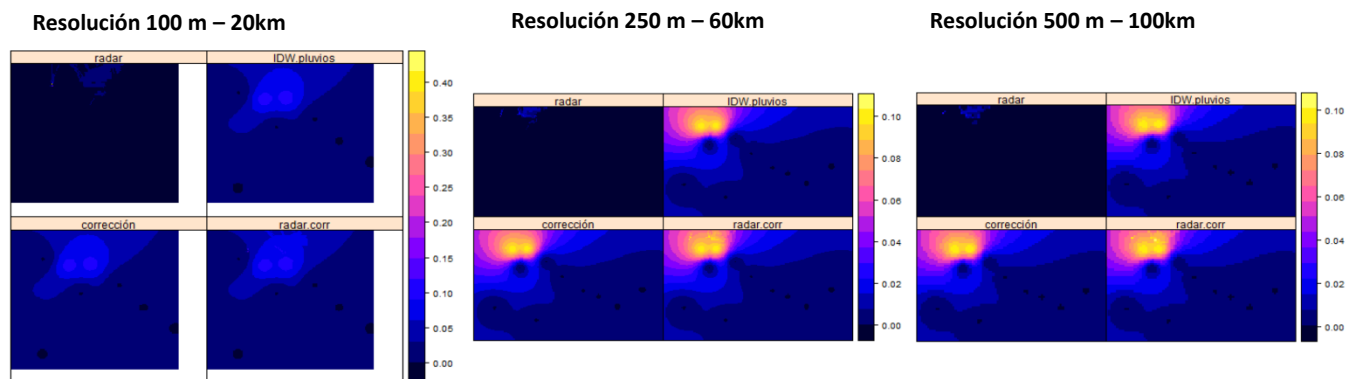 Resolución 100 m – 20km
radar
IDW.pluvios
corrección
radar.corr
0.40
0.35
0.30
0.25
0.20
0.15
0.10
0.05
0.00
Resolución 250 m – 60km
radar
IDW.pluvios
corrección
radar.corr
0.10
0.08
0.06
0.04
0.02
0.00
Resolución 500 m – 100km
radar
IDW.pluvios
corrección
radar.corr
0.10
0.08
0.06
0.04
0.02
0.00